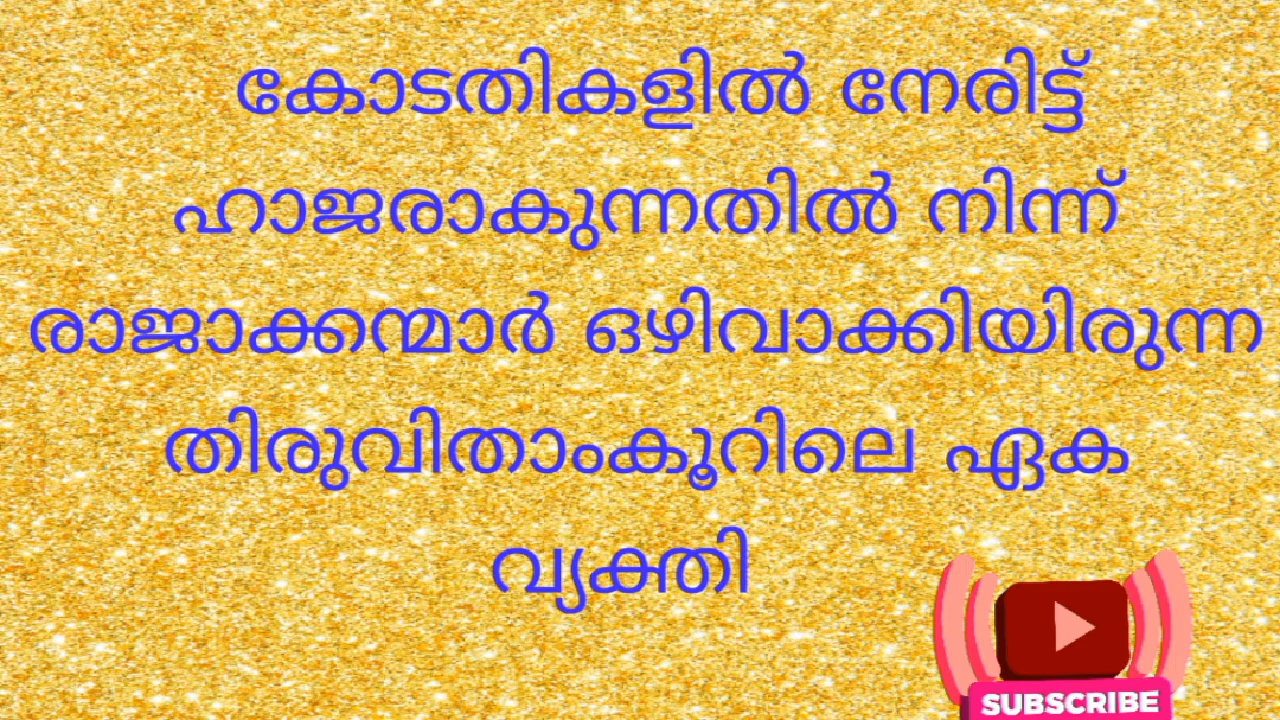 കോടതികളിൽ നേരിട്ട്
ഹാജരാകുന്നതിൽ നിന്ന്
രാജാക്കന്മാർ ഒഴിവാക്കിയിരുന്ന
തിരുവിതാംകൂറിലെ ഏക
വ്യക്തി
SUBSCRIBE